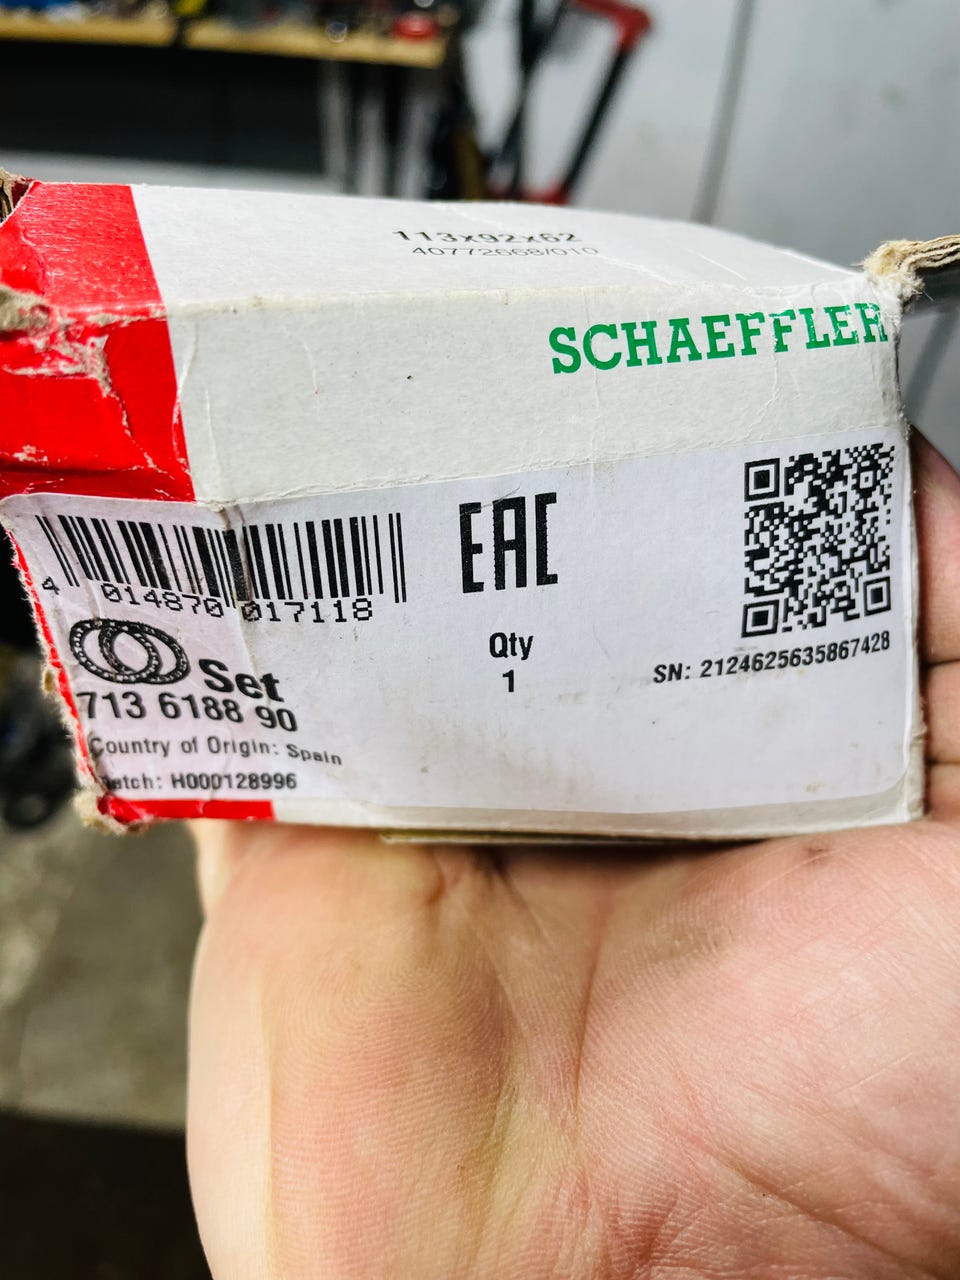 113x92x62
40772668/010
SCHAEFFLER
4 014870 017118
EAC
Set
713 6188 90
Qty
1
SN: 2124625635867428
Country of Origin: Spain
Batch: H000128996